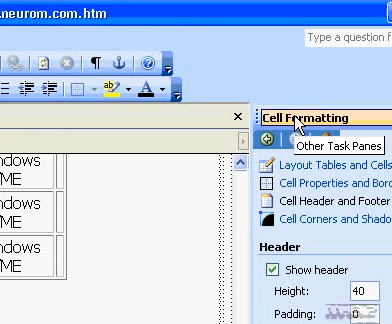 .neurom.com.htm
Type a question f
ab
A
Cell Formatting
Other Task Panes
Layout Tables and Cells
Cell Properties and Bord
Cell Header and Footer
Cell Corners and Shado
ndows
ME
ndows
/ME
ndows
/ME
Header
Show header
Height: 40
Padding: 0